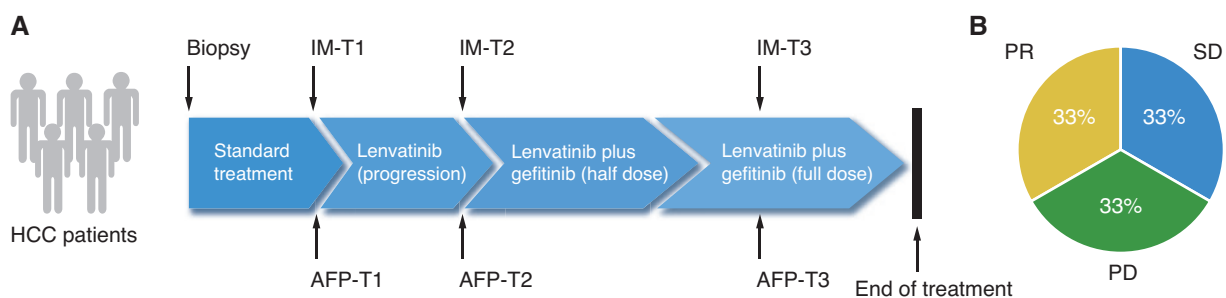 A
Biopsy
IM-T1
IM-T2
IM-T3
HCC patients
Standard
treatment
Lenvatinib
(progression)
Lenvatinib plus
gefitinib (half dose)
Lenvatinib plus
gefitinib (full dose)
AFP-T1
AFP-T2
AFP-T3
End of treatment
B
PR
SD
33%
33%
33%
PD